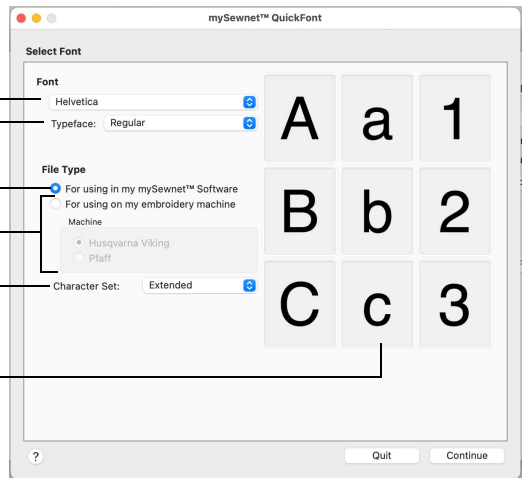 mySewnet™ QuickFont
Select Font
Font
Helvetica
Typeface: Regular
File Type
For using in my mySewnet™ Software
For using on my embroidery machine
Machine
Husqvarna Viking
Pfaff
Character Set: Extended
A a 1
B b 2
C c 3
?
Quit
Continue